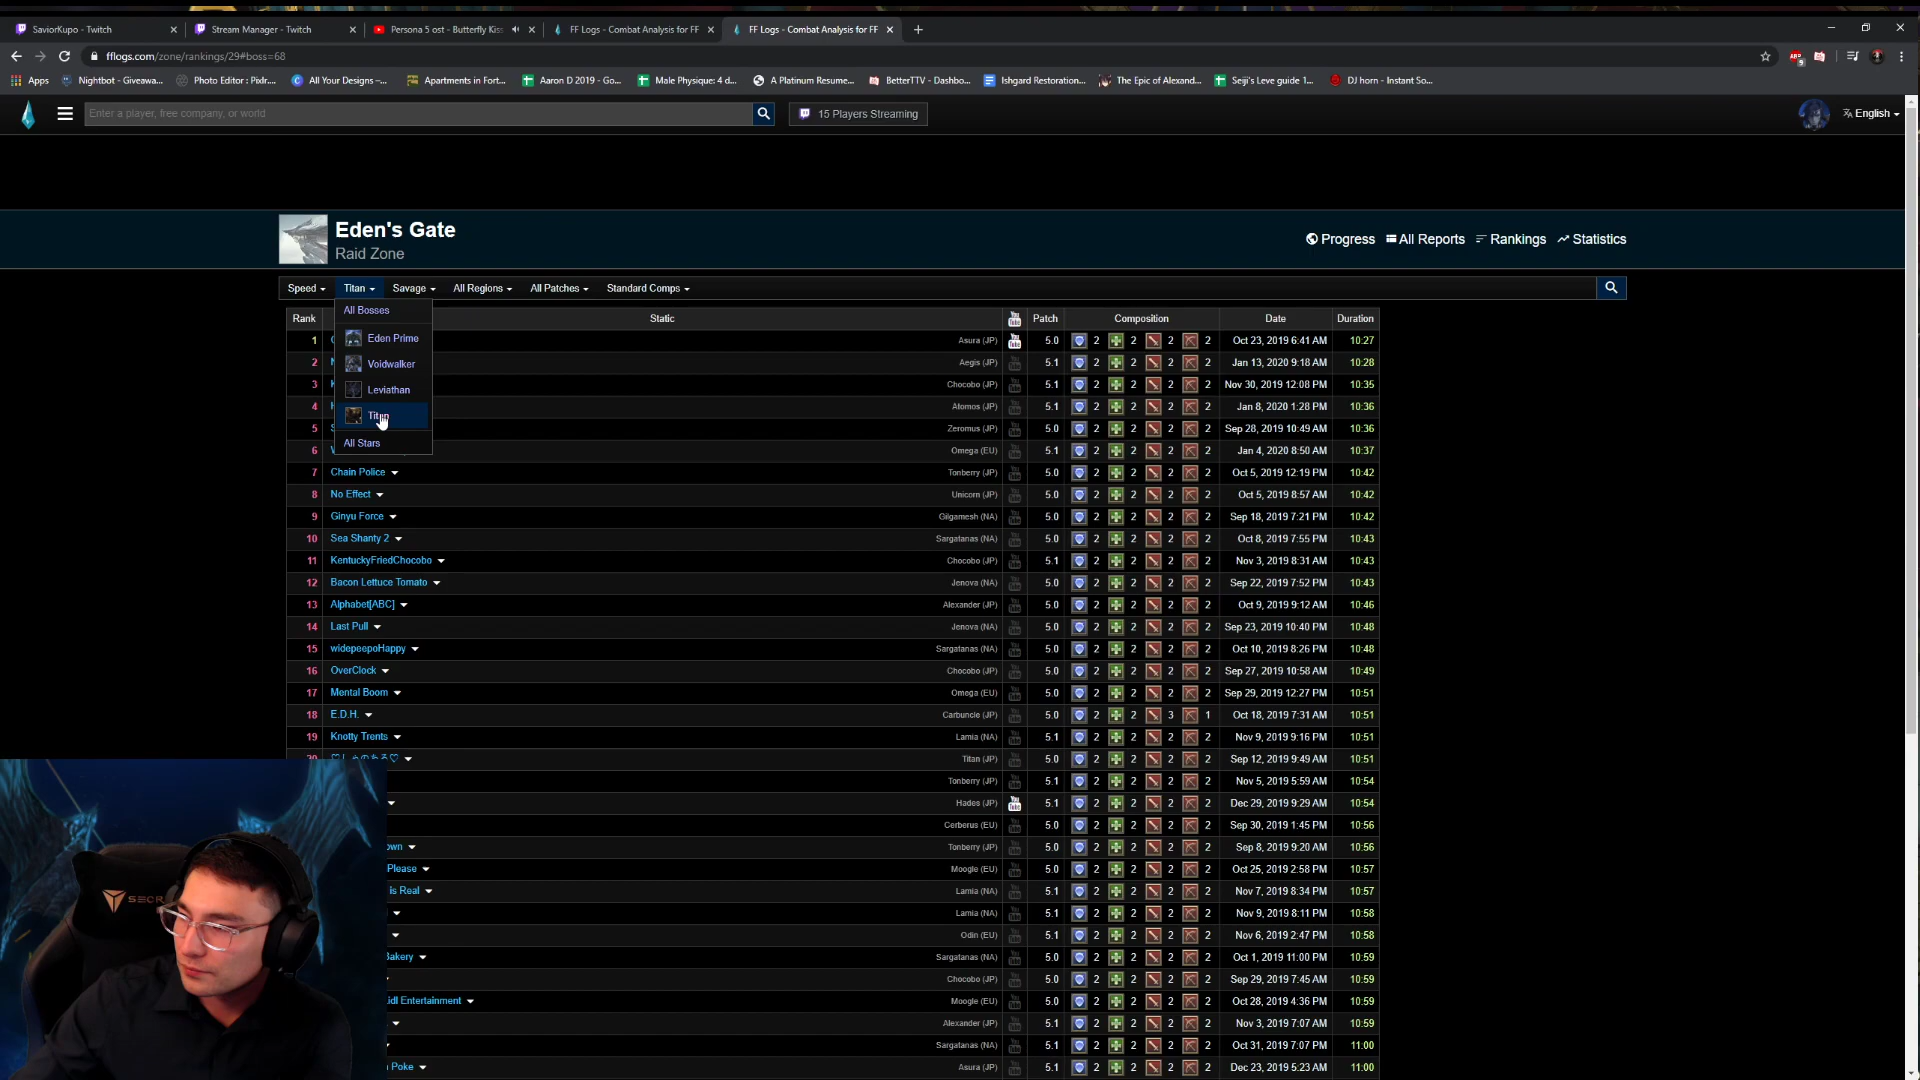 SaviorKupo - Twitch
Stream Manager - Twitch
Persona 5 ost - Butterfly Kiss
FF Logs - Combat Analysis for FF
FF Logs - Combat Analysis for FF
fflogs.com/zone/rankings/29#boss=68
Apps
Nightbot - Giveawa...
Photo Editor : Pixlr...
All Your Designs –...
Apartments in Fort...
Aaron D 2019 - Go...
Male Physique: 4 d...
A Platinum Resume...
BetterTTV - Dashbo...
Ishgard Restoration...
The Epic of Alexand...
Seiji's Leve guide 1...
DJ horn - Instant So...
Enter a player, free company, or world
15 Players Streaming
English
Eden's Gate
Raid Zone
Progress All Reports Rankings Statistics
Speed Titan Savage All Regions All Patches Standard Comps
All Bosses
Eden Prime
Voidwalker
Leviathan
Titan
All Stars
Rank Static Patch Composition Date Duration
1 Asura (JP) 5.0 2 2 2 2 Oct 23, 2019 6:41 AM 10:27
2 Aegis (JP) 5.1 2 2 2 2 Jan 13, 2020 9:18 AM 10:28
3 Chocobo (JP) 5.1 2 2 2 2 Nov 30, 2019 12:08 PM 10:35
4 Atomos (JP) 5.1 2 2 2 2 Jan 8, 2020 1:28 PM 10:36
5 Zeromus (JP) 5.0 2 2 2 2 Sep 28, 2019 10:49 AM 10:36
6 Omega (EU) 5.1 2 2 2 2 Jan 4, 2020 8:50 AM 10:37
7 Chain Police Tonberry (JP) 5.0 2 2 2 2 Oct 5, 2019 12:19 PM 10:42
8 No Effect Unicorn (JP) 5.0 2 2 2 2 Oct 5, 2019 8:57 AM 10:42
9 Ginyu Force Gilgamesh (NA) 5.0 2 2 2 2 Sep 18, 2019 7:21 PM 10:42
10 Sea Shanty 2 Sargatanas (NA) 5.0 2 2 2 2 Oct 8, 2019 7:55 PM 10:43
11 KentuckyFriedChocobo Chocobo (JP) 5.1 2 2 2 2 Nov 3, 2019 8:31 AM 10:43
12 Bacon Lettuce Tomato Jenova (NA) 5.0 2 2 2 2 Sep 22, 2019 7:52 PM 10:43
13 Alphabet[ABC] Alexander (JP) 5.0 2 2 2 2 Oct 9, 2019 9:12 AM 10:46
14 Last Pull Jenova (NA) 5.0 2 2 2 2 Sep 23, 2019 10:40 PM 10:48
15 widepeepoHappy Sargatanas (NA) 5.0 2 2 2 2 Oct 10, 2019 8:26 PM 10:48
16 OverClock Chocobo (JP) 5.0 2 2 2 2 Sep 27, 2019 10:58 AM 10:49
17 Mental Boom Omega (EU) 5.0 2 2 2 2 Sep 29, 2019 12:27 PM 10:51
18 E.D.H. Carbuncle (JP) 5.0 2 2 3 1 Oct 18, 2019 7:31 AM 10:51
19 Knotty Trents Lamia (NA) 5.1 2 2 2 2 Nov 9, 2019 9:16 PM 10:51
Titan (JP) 5.0 2 2 2 2 Sep 12, 2019 9:49 AM 10:51
Tonberry (JP) 5.1 2 2 2 2 Nov 5, 2019 5:59 AM 10:54
Hades (JP) 5.1 2 2 2 2 Dec 29, 2019 9:29 AM 10:54
Cerberus (EU) 5.0 2 2 2 2 Sep 30, 2019 1:45 PM 10:56
own Tonberry (JP) 5.0 2 2 2 2 Sep 8, 2019 9:20 AM 10:56
Please Moogle (EU) 5.0 2 2 2 2 Oct 25, 2019 2:58 PM 10:57
is Real Lamia (NA) 5.1 2 2 2 2 Nov 7, 2019 8:34 PM 10:57
Lamia (NA) 5.1 2 2 2 2 Nov 9, 2019 8:11 PM 10:58
Odin (EU) 5.1 2 2 2 2 Nov 6, 2019 2:47 PM 10:58
Bakery Sargatanas (NA) 5.0 2 2 2 2 Oct 1, 2019 11:00 PM 10:59
Chocobo (JP) 5.0 2 2 2 2 Sep 29, 2019 7:45 AM 10:59
idl Entertainment Moogle (EU) 5.0 2 2 2 2 Oct 28, 2019 4:36 PM 10:59
Alexander (JP) 5.1 2 2 2 2 Nov 3, 2019 7:07 AM 10:59
Sargatanas (NA) 5.1 2 2 2 2 Oct 31, 2019 7:07 PM 11:00
Poke Asura (JP) 5.1 2 2 2 2 Dec 23, 2019 5:23 AM 11:00